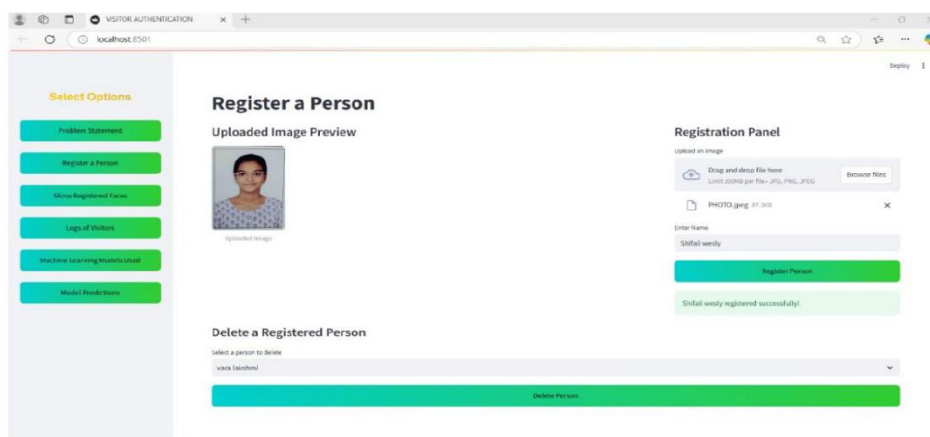 VISITOR AUTHENTICATION
localhost:8501
Deploy
Select Options
Problem Statement
Register a Person
Show Registered Faces
Logs of Visitors
Machine Learning Models Used
Model Predictions
Register a Person
Uploaded Image Preview
Uploaded Image
Registration Panel
Upload an Image
Drag and drop file here
Limit 200MB per file • JPG, PNG, JPEG
Browse files
PHOTO.jpeg 97.3KB
Enter Name
Shifali wesly
Register Person
Shifali wesly registered successfully!
Delete a Registered Person
Select a person to delete
vara lakshmi
Delete Person